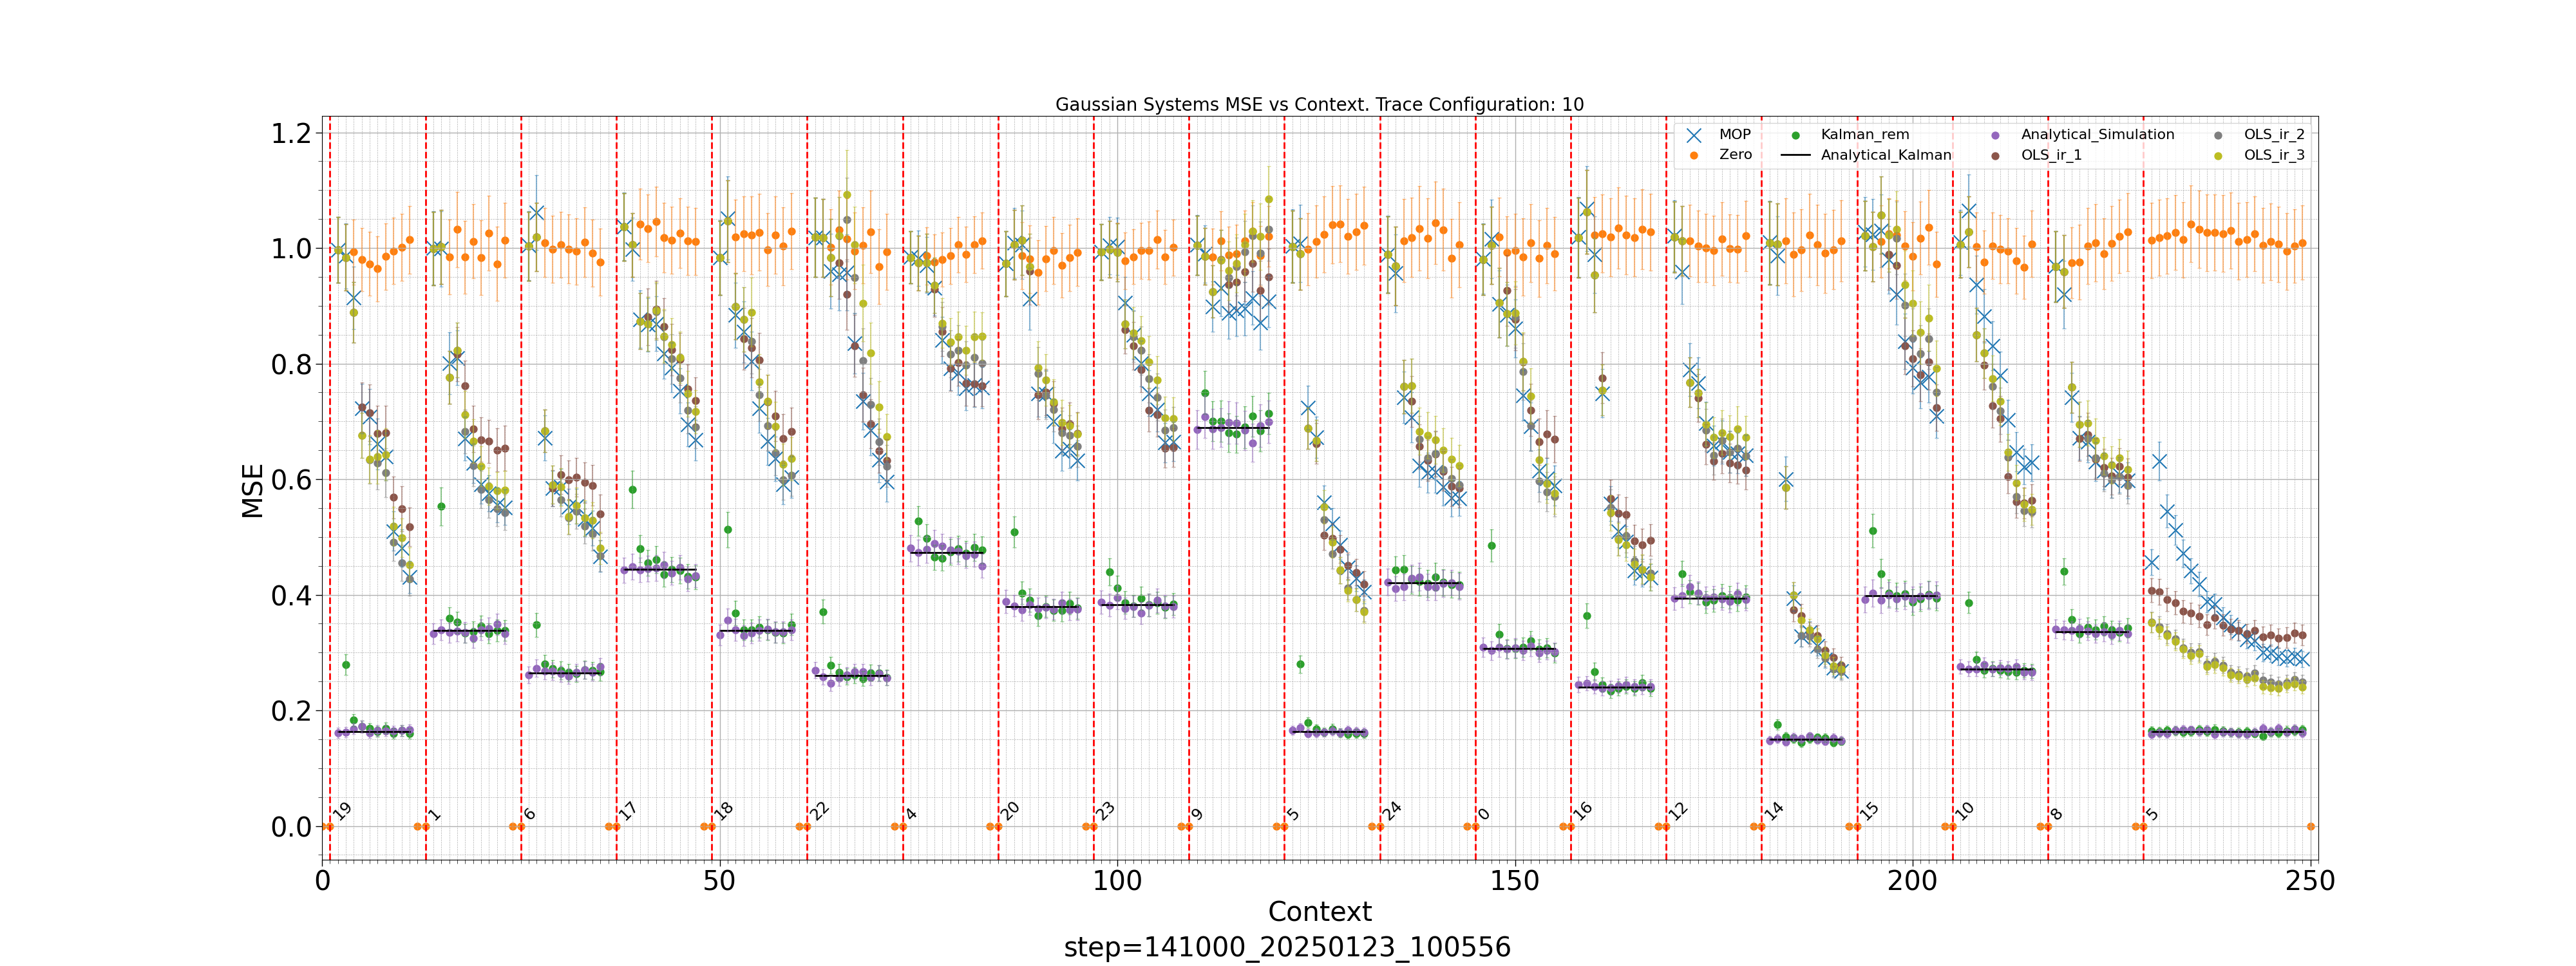 Gaussian Systems MSE vs Context. Trace Configuration: 10
MOP Kalman_rem Analytical_Simulation OLS_ir_2
Zero Analytical_Kalman OLS_ir_1 OLS_ir_3
1.2
1.0
0.8
0.6
0.4
0.2
0.0
MSE
19 1 6 17 18 22 4 20 23 9 5 24 0 16 12 14 15 10 8 5
0 50 100 150 200 250
Context
step=141000_20250123_100556